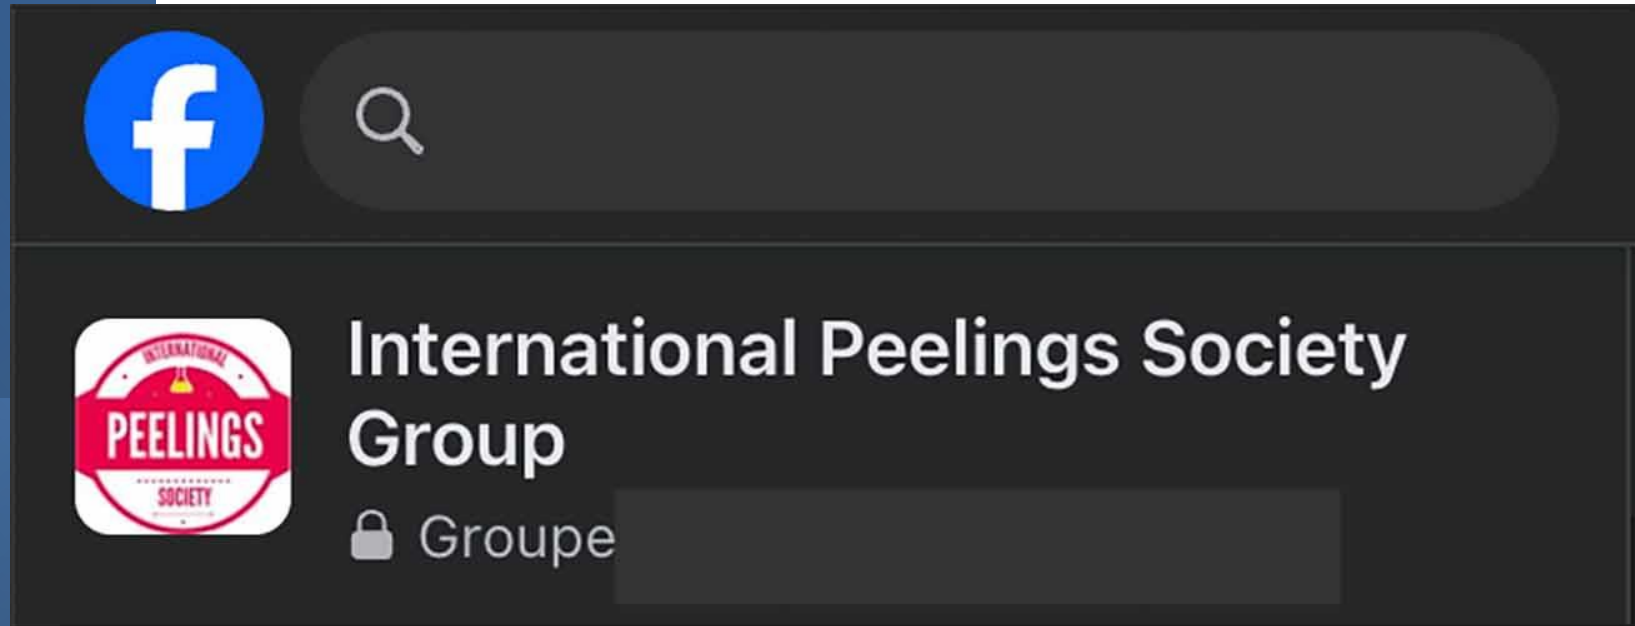 International Peelings Society
Group
Groupe
INTERNATIONAL
PEELINGS
SOCIETY